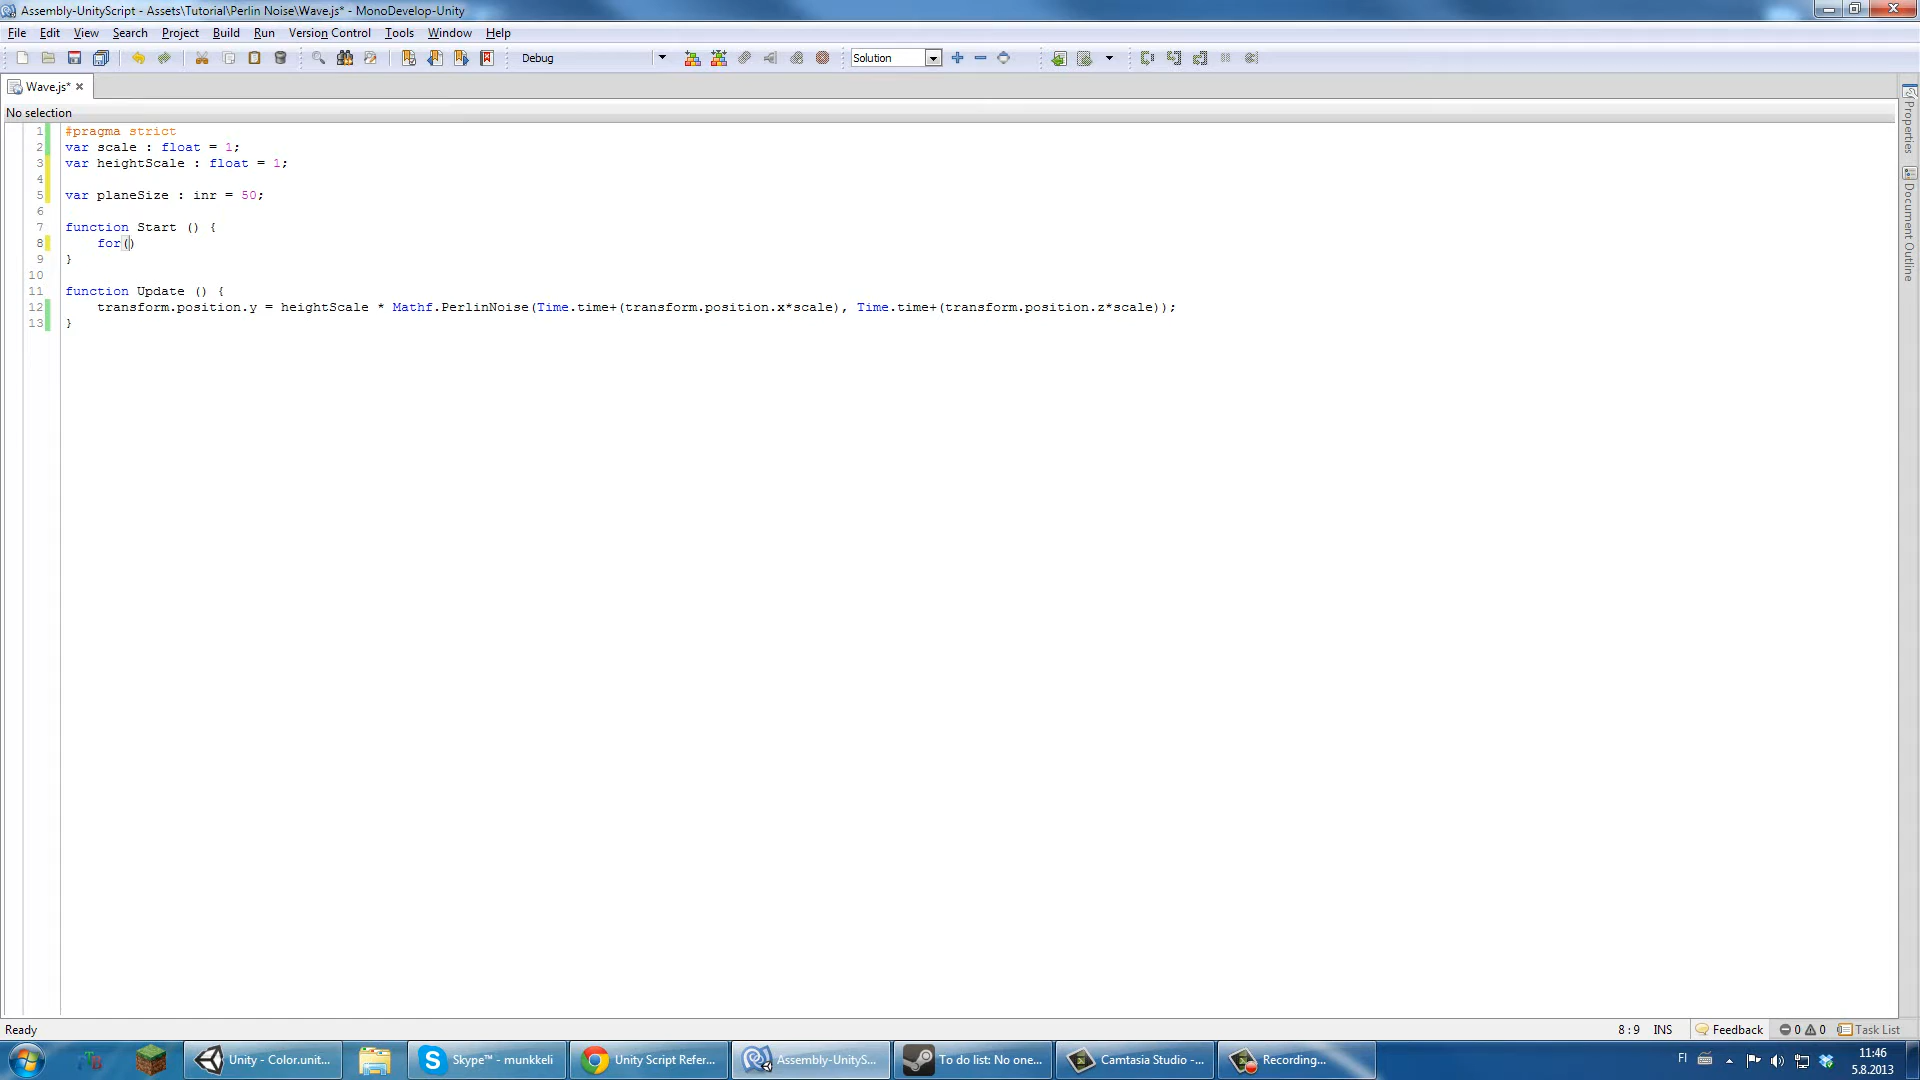 Assembly-UnityScript - Assets\Tutorial\Perlin Noise\Wave.js* - MonoDevelop-Unity
File Edit View Search Project Build Run Version Control Tools Window Help
Debug Solution
Wave.js*
No selection
1 #pragma strict
2 var scale : float = 1;
3 var heightScale : float = 1;
4
5 var planeSize : inr = 50;
6
7 function Start () {
8 for()
9 }
10
11 function Update () {
12 transform.position.y = heightScale * Mathf.PerlinNoise(Time.time+(transform.position.x*scale), Time.time+(transform.position.z*scale));
13 }
Properties
Document Outline
Ready 8 : 9 INS Feedback 0 0 Task List
Unity - Color.unit... Skype™ - munkkeli Unity Script Refer... Assembly-UnityS... To do list: No one... Camtasia Studio -... Recording... FI 11:46
5.8.2013